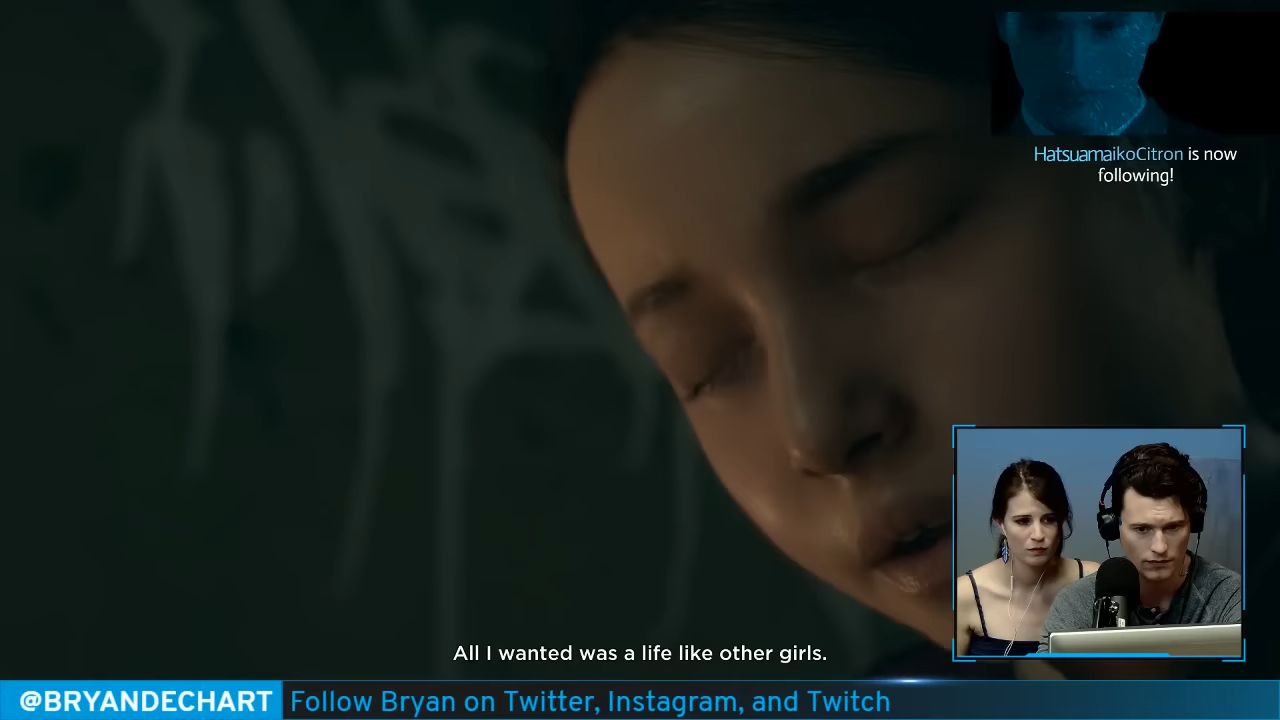 HatsuamaikoCitron is now
following!
All I wanted was a life like other girls.
@BRYANDECHART Follow Bryan on Twitter, Instagram, and Twitch